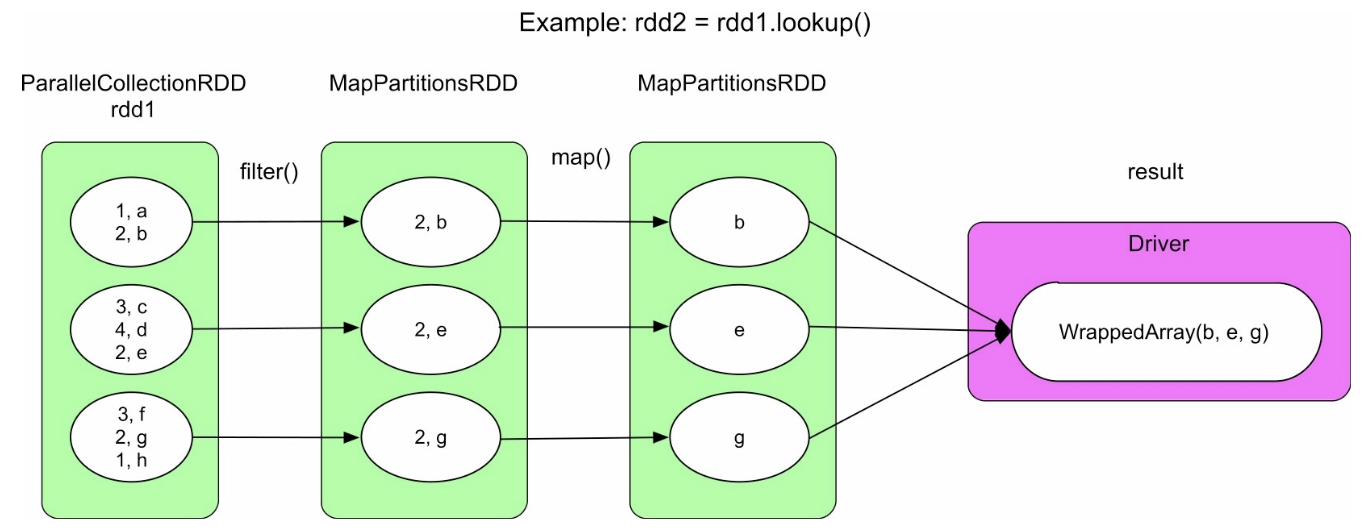 Example: rdd2 = rdd1.lookup()
ParallelCollectionRDD
rdd1
MapPartitionsRDD
MapPartitionsRDD
filter()
map()
result
1, a
2, b
2, b
b
Driver
3, c
4, d
2, e
2, e
e
WrappedArray(b, e, g)
3, f
2, g
1, h
2, g
g